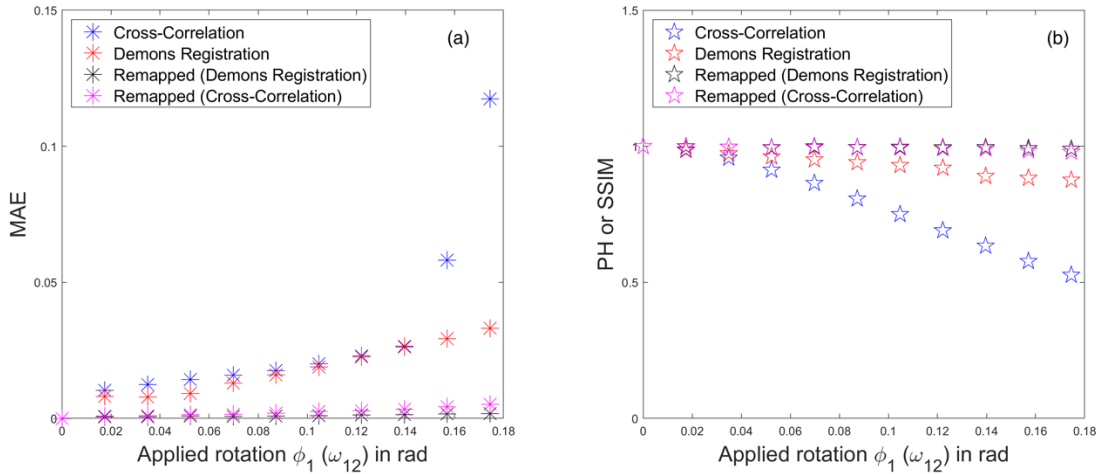 0.15
0.1
0.05
0
MAE
Cross-Correlation
Demons Registration
Remapped (Demons Registration)
Remapped (Cross-Correlation)
(a)
0 0.02 0.04 0.06 0.08 0.1 0.12 0.14 0.16 0.18
Applied rotation ϕ₁ (ω₁₂) in rad
1.5
1
0.5
0
PH or SSIM
Cross-Correlation
Demons Registration
Remapped (Demons Registration)
Remapped (Cross-Correlation)
(b)
0 0.02 0.04 0.06 0.08 0.1 0.12 0.14 0.16 0.18
Applied rotation ϕ₁ (ω₁₂) in rad